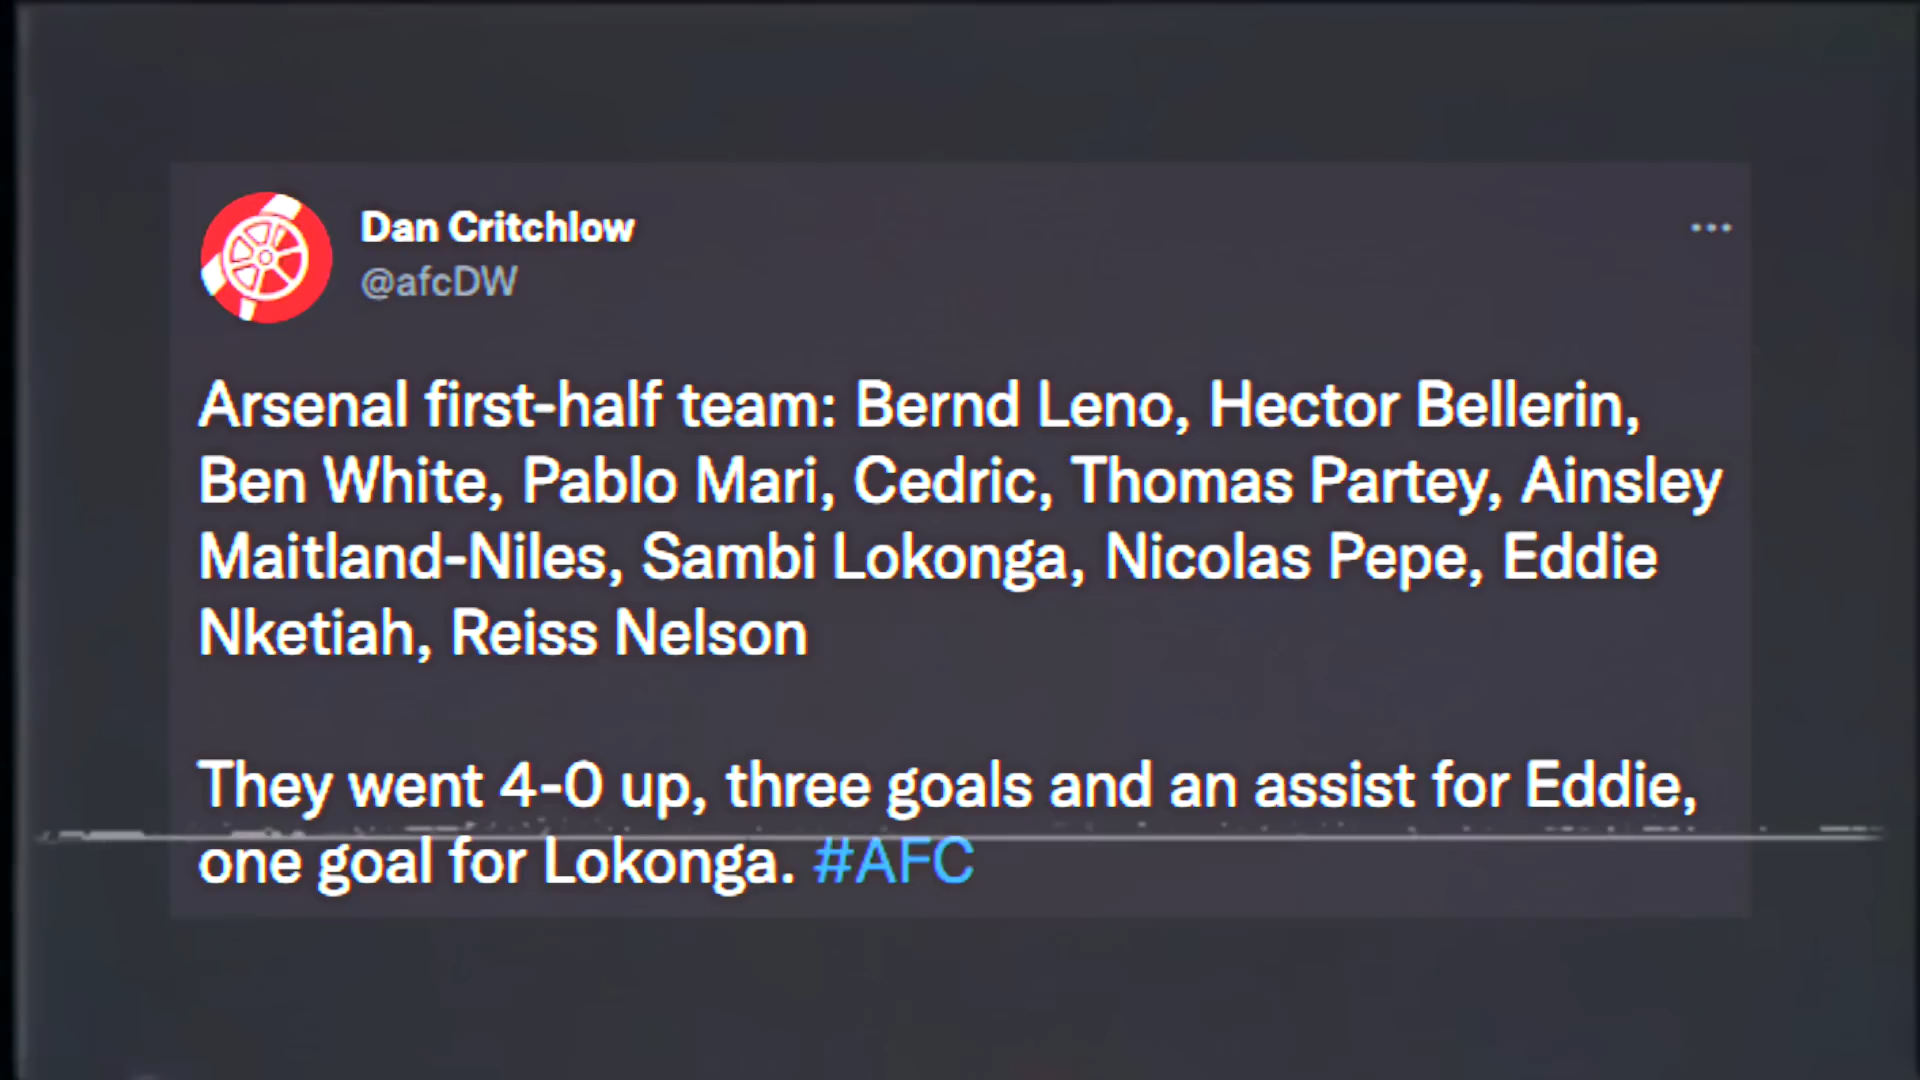 Dan Critchlow
@afcDW
Arsenal first-half team: Bernd Leno, Hector Bellerin,
Ben White, Pablo Mari, Cedric, Thomas Partey, Ainsley
Maitland-Niles, Sambi Lokonga, Nicolas Pepe, Eddie
Nketiah, Reiss Nelson
They went 4-0 up, three goals and an assist for Eddie,
one goal for Lokonga. #AFC